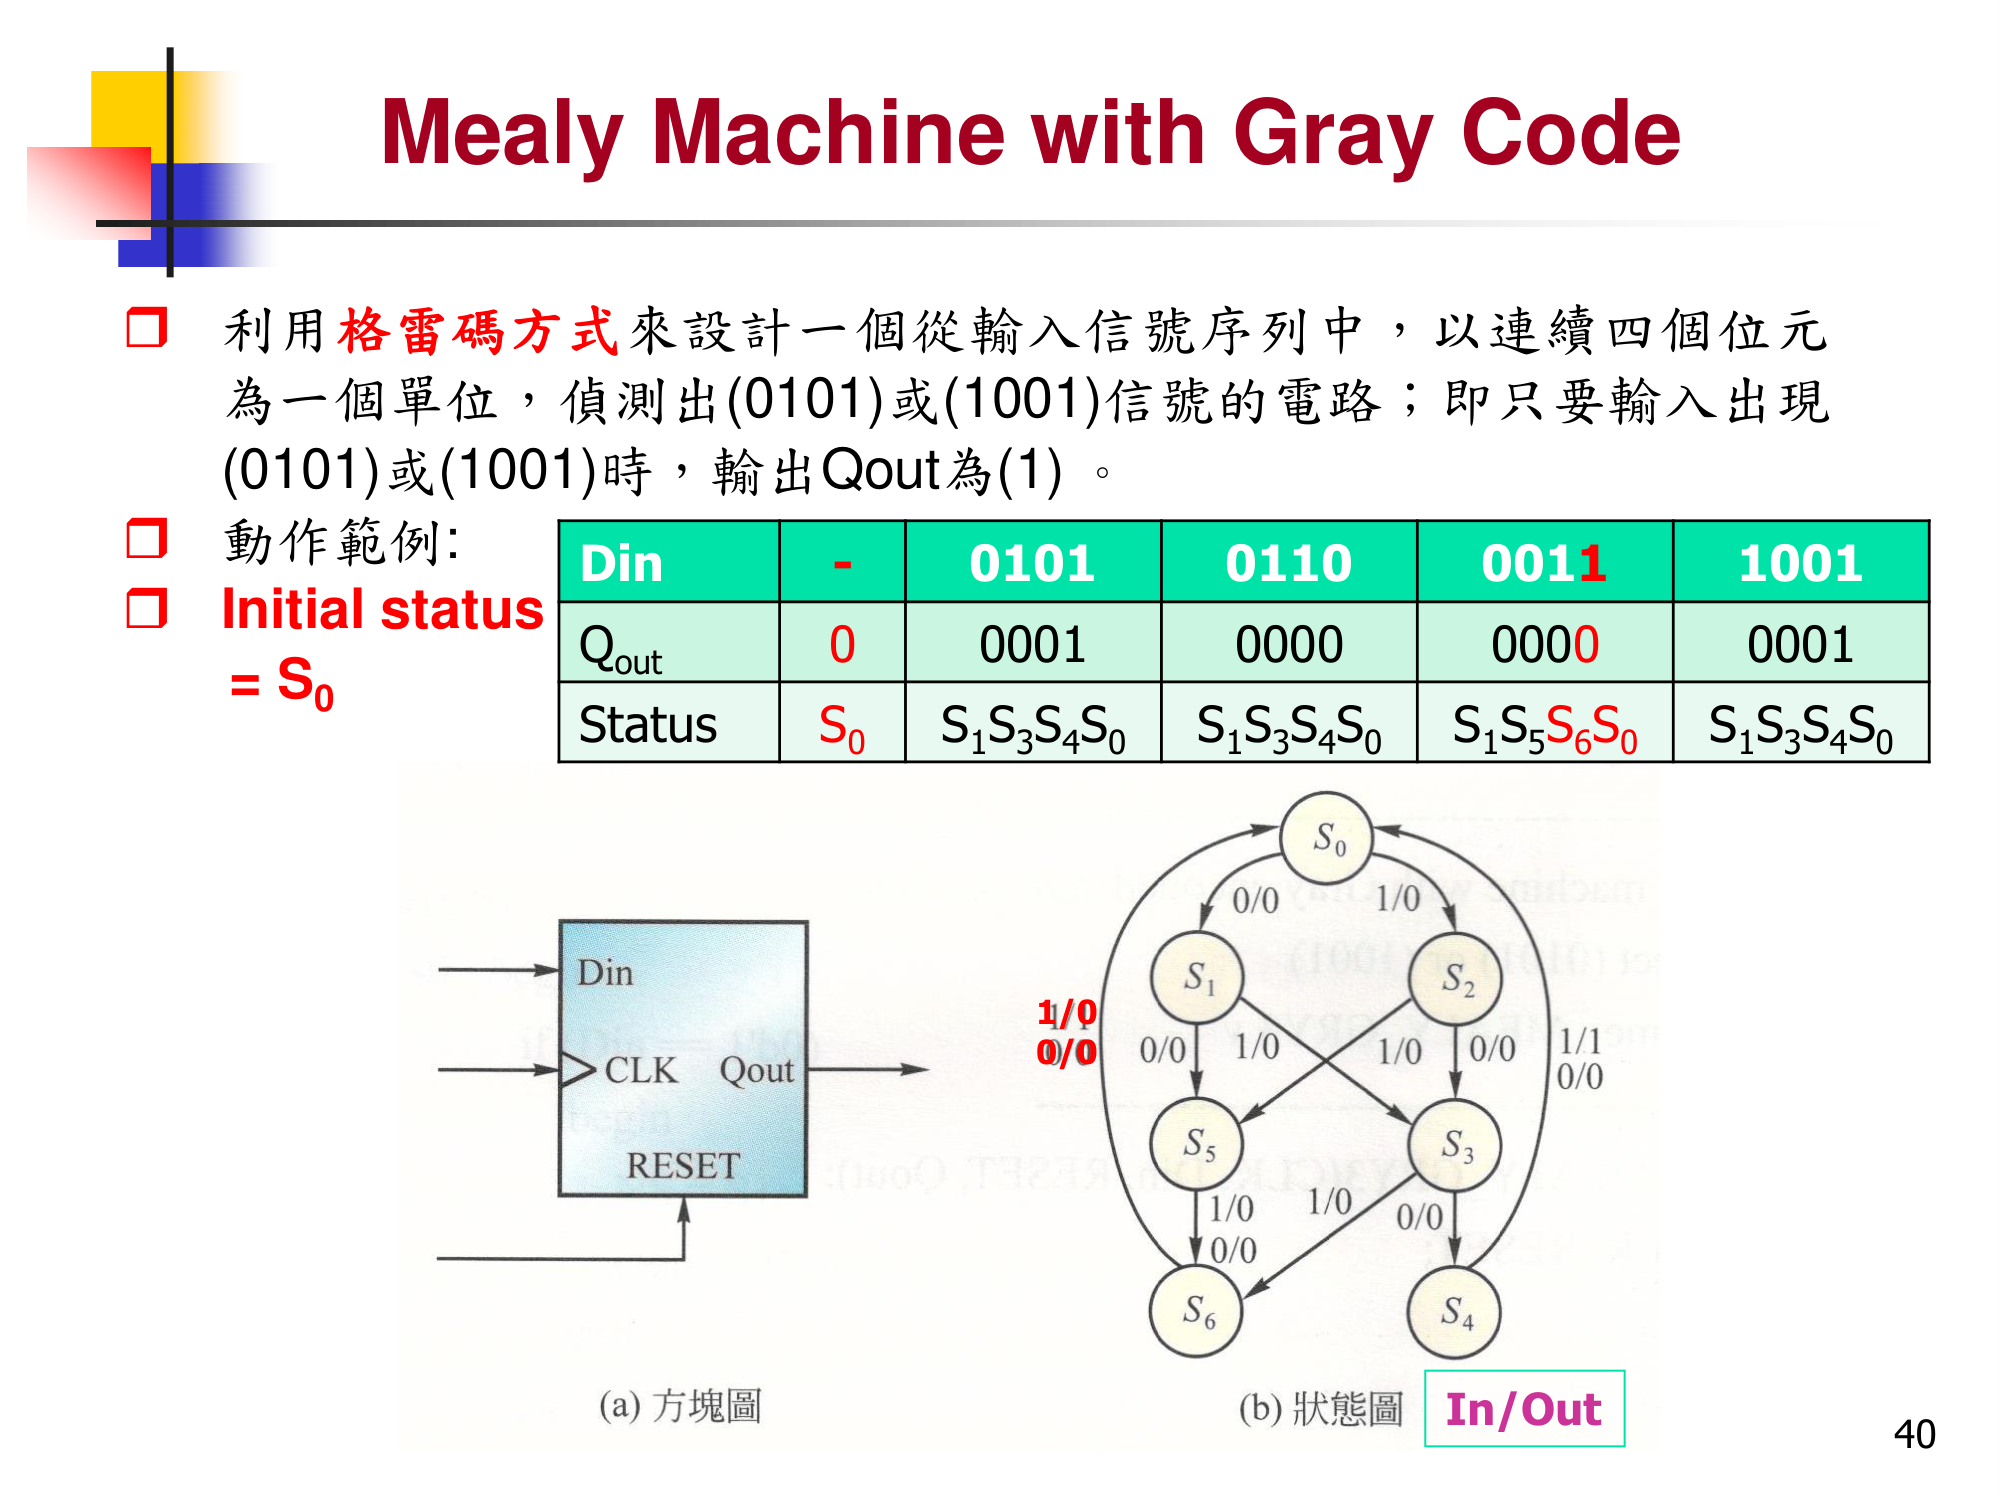 Mealy Machine with Gray Code
利用格雷碼方式來設計一個從輸入信號序列中，以連續四個位元
為一個單位，偵測出(0101)或(1001)信號的電路；即只要輸入出現
(0101)或(1001)時，輸出Qout為(1) 。
動作範例:
Initial status
= S0
Din - 0101 0110 0011 1001
Qout 0 0001 0000 0000 0001
Status S0 S1S3S4S0 S1S3S4S0 S1S5S6S0 S1S3S4S0
Din
CLK Qout
RESET
(a) 方塊圖
S0
0/0 1/0
S1 S2
1/0
0/0
0/0 1/0 1/0 0/0
1/1
0/0
S5 S3
1/0
0/0
1/0 0/0
S6 S4
(b) 狀態圖
In/Out
40